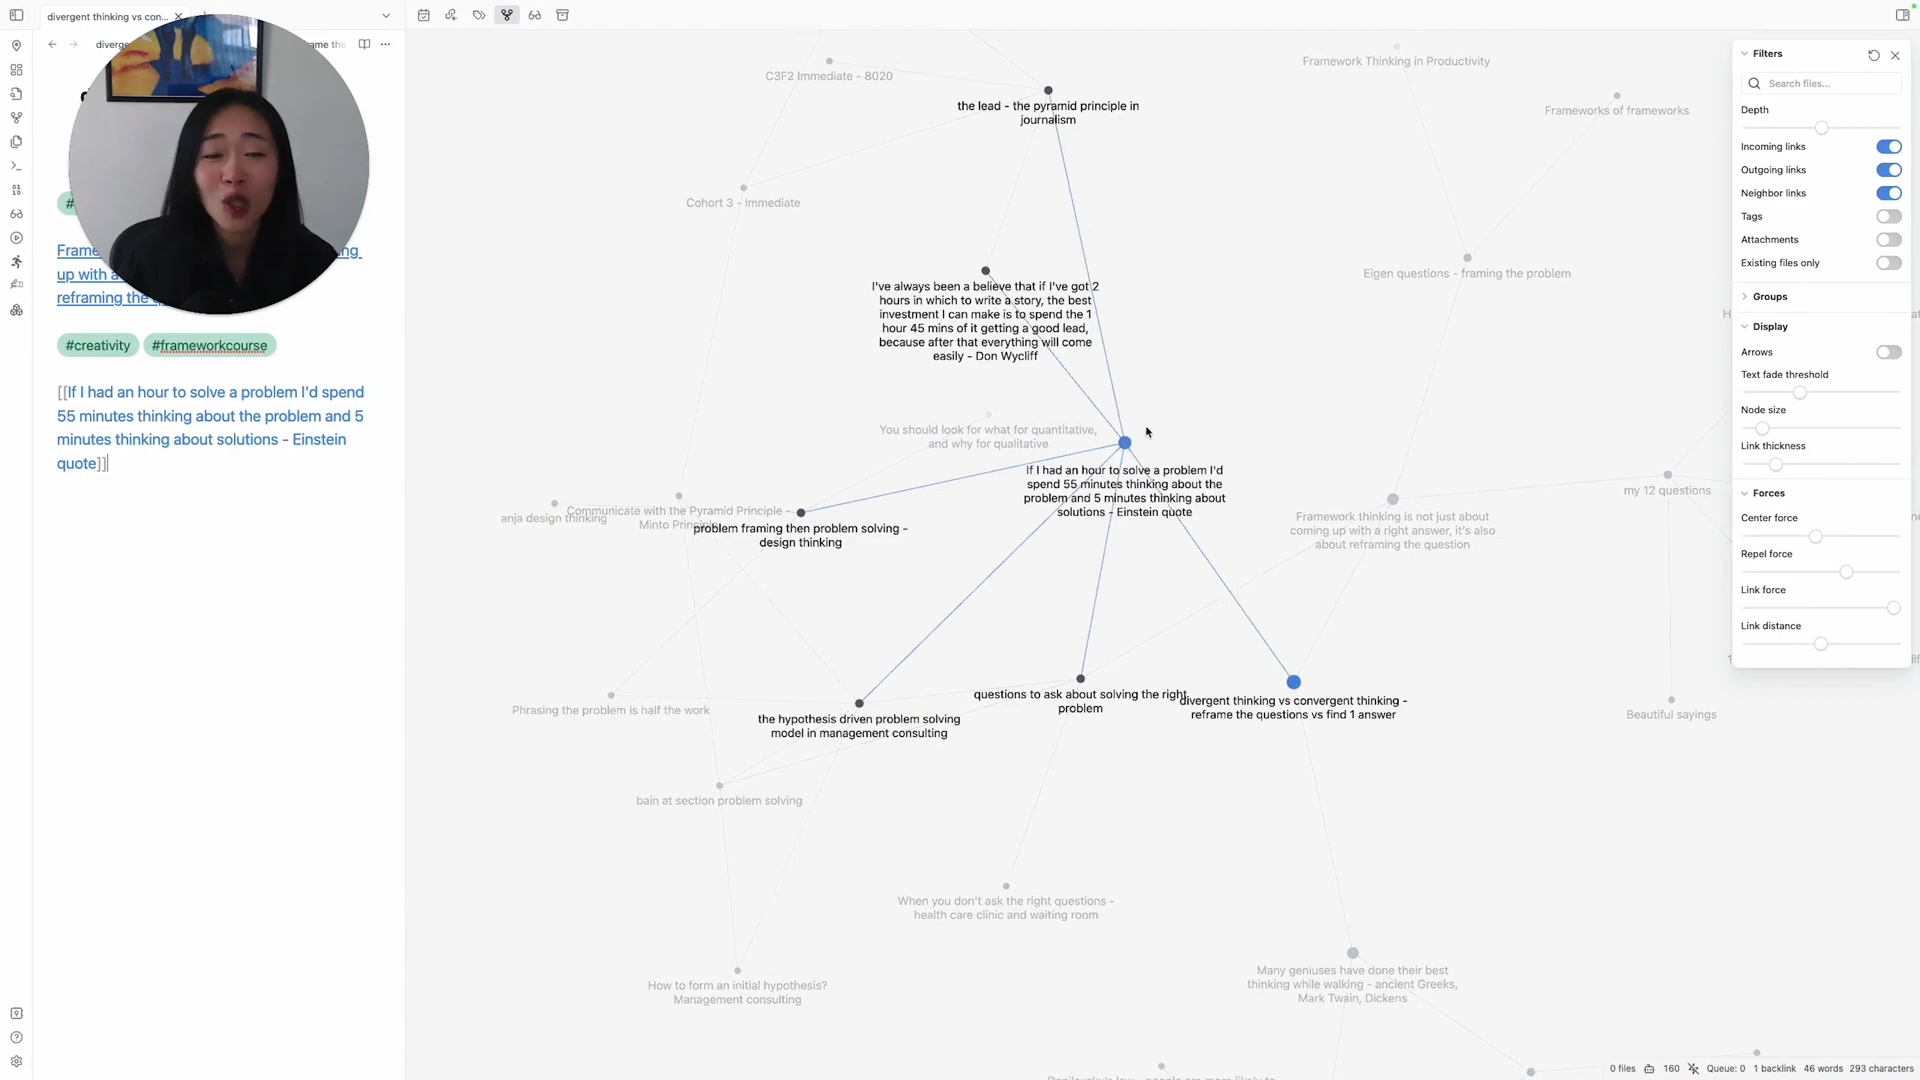 divergent thinking vs con...
diverge
ame the
#
Frame
ng
up with a
reframing the q
#creativity #frameworkcourse
[[If I had an hour to solve a problem I'd spend
55 minutes thinking about the problem and 5
minutes thinking about solutions - Einstein
quote]]
C3F2 Immediate - 8020
the lead - the pyramid principle in
journalism
Framework Thinking in Productivity
Frameworks of frameworks
Cohort 3 - Immediate
Eigen questions - framing the problem
I've always been a believe that if I've got 2
hours in which to write a story, the best
investment I can make is to spend the 1
hour 45 mins of it getting a good lead,
because after that everything will come
easily - Don Wycliff
You should look for what for quantitative,
and why for qualitative
If I had an hour to solve a problem I'd
spend 55 minutes thinking about the
problem and 5 minutes thinking about
solutions - Einstein quote
my 12 questions
anja design thinking
Communicate with the Pyramid Principle -
Minto Principle
problem framing then problem solving -
design thinking
Framework thinking is not just about
coming up with a right answer, it's also
about reframing the question
Phrasing the problem is half the work
the hypothesis driven problem solving
model in management consulting
questions to ask about solving the right
problem
divergent thinking vs convergent thinking -
reframe the questions vs find 1 answer
Beautiful sayings
bain at section problem solving
When you don't ask the right questions -
health care clinic and waiting room
How to form an initial hypothesis?
Management consulting
Many geniuses have done their best
thinking while walking - ancient Greeks,
Mark Twain, Dickens
Filters
Search files...
Depth
Incoming links
Outgoing links
Neighbor links
Tags
Attachments
Existing files only
Groups
Display
Arrows
Text fade threshold
Node size
Link thickness
Forces
Center force
Repel force
Link force
Link distance
0 files 160 Queue: 0 1 backlink 46 words 293 characters